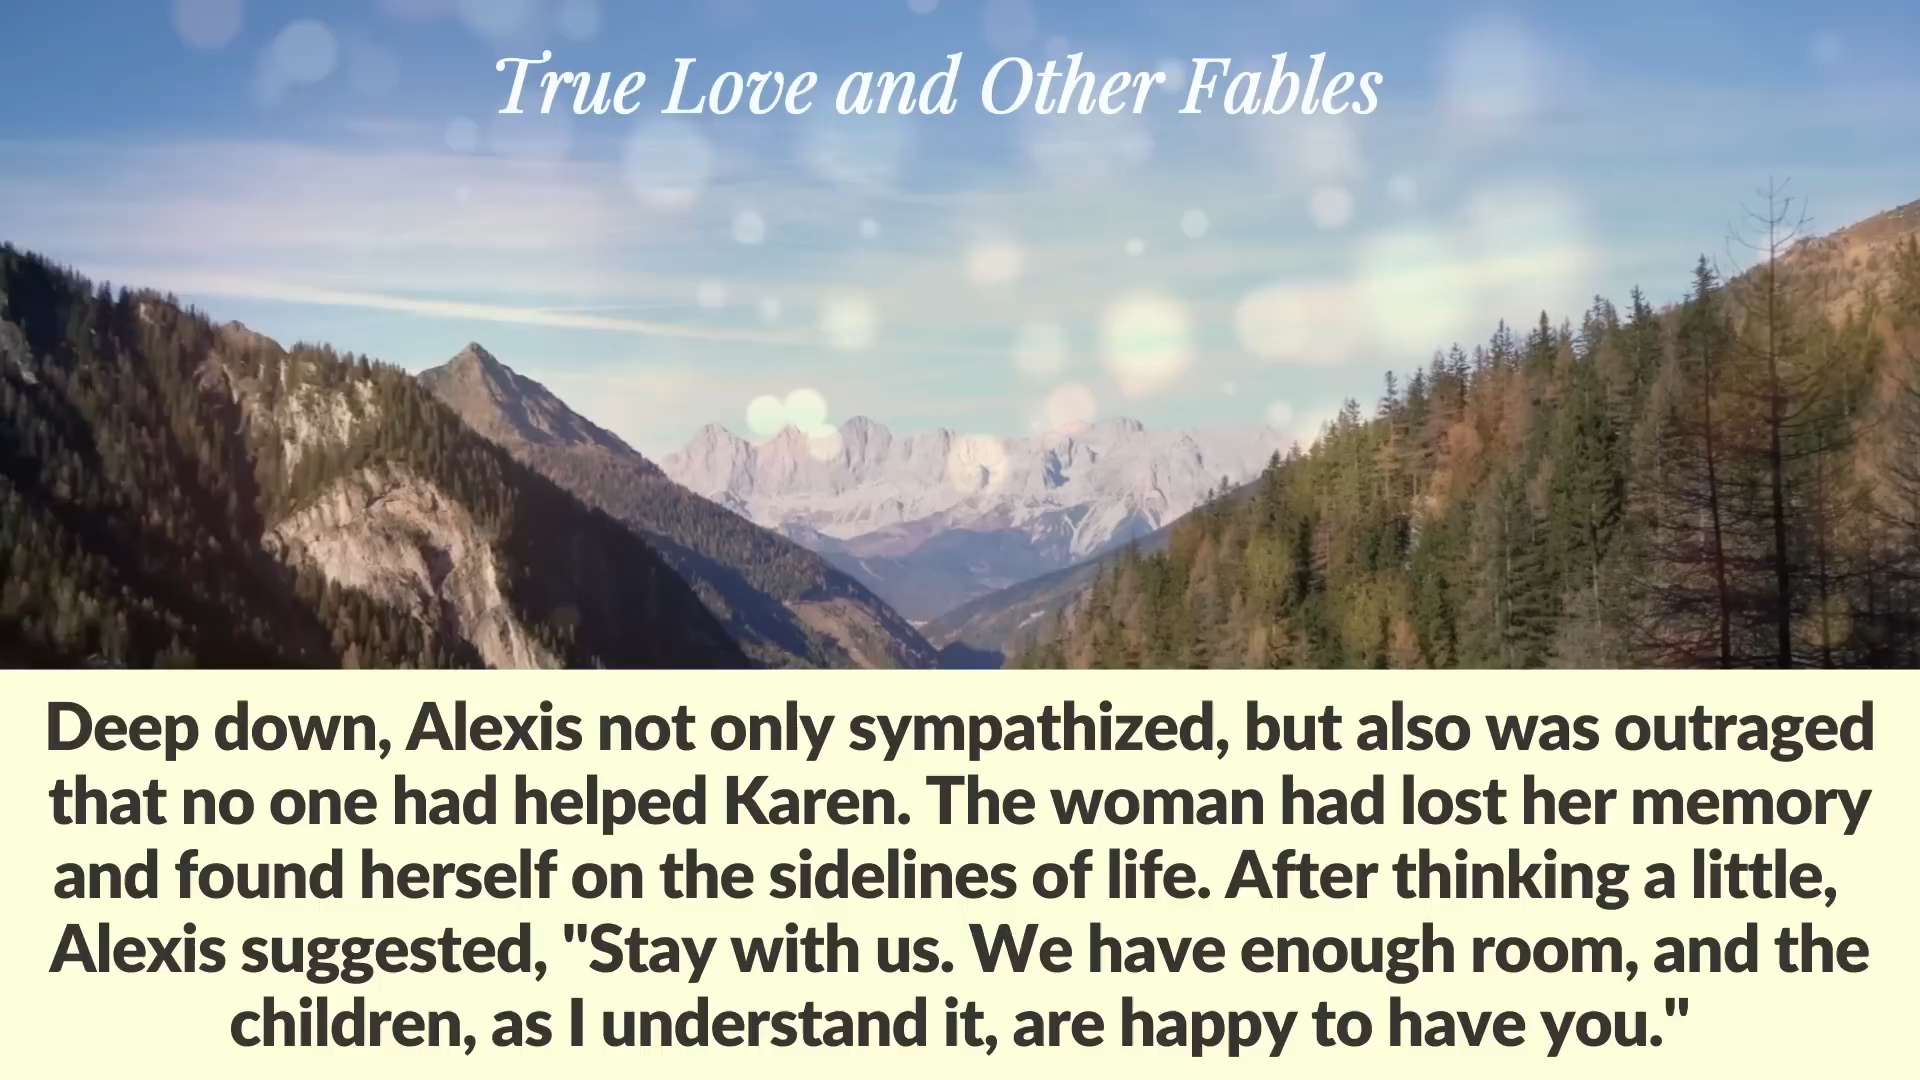 True Love and Other Fables
Deep down, Alexis not only sympathized, but also was outraged
that no one had helped Karen. The woman had lost her memory
and found herself on the sidelines of life. After thinking a little,
Alexis suggested, "Stay with us. We have enough room, and the
children, as I understand it, are happy to have you."